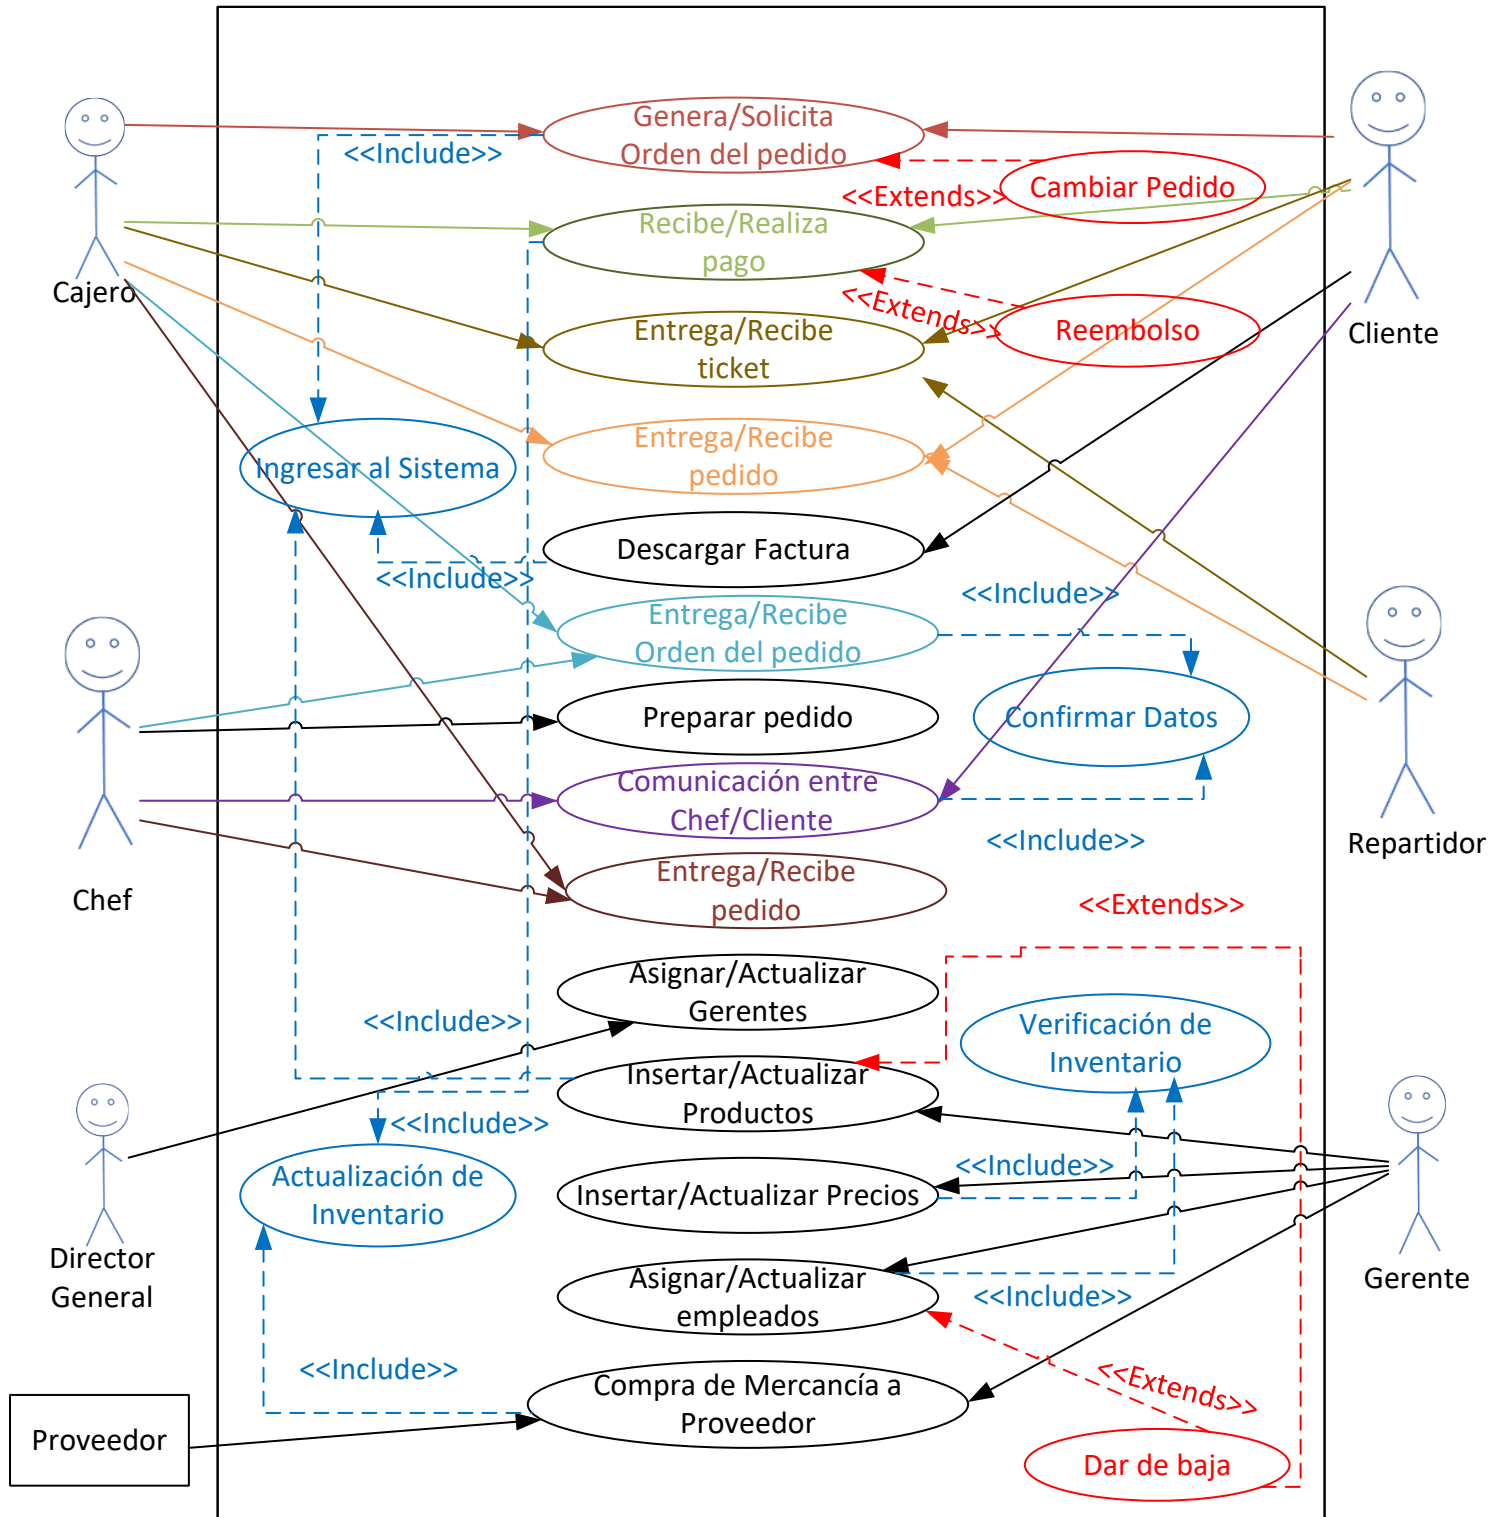 Genera/Solicita
Orden del pedido
<<Include>>
Cambiar Pedido
<<Extends>>
Recibe/Realiza
pago
Cajero
<<Extends>>
Entrega/Recibe
ticket
Reembolso
Cliente
Entrega/Recibe
pedido
Ingresar al Sistema
Descargar Factura
<<Include>>
<<Include>>
Entrega/Recibe
Orden del pedido
Preparar pedido
Confirmar Datos
Comunicación entre
Chef/Cliente
<<Include>>
Repartidor
Chef
Entrega/Recibe
pedido
<<Extends>>
Asignar/Actualizar
Gerentes
<<Include>>
Verificación de
Inventario
Insertar/Actualizar
Productos
<<Include>>
Actualización de
Inventario
<<Include>>
Insertar/Actualizar Precios
Director
General
Asignar/Actualizar
empleados
<<Include>>
Gerente
<<Include>>
Compra de Mercancía a
Proveedor
<<Extends>>
Proveedor
Dar de baja